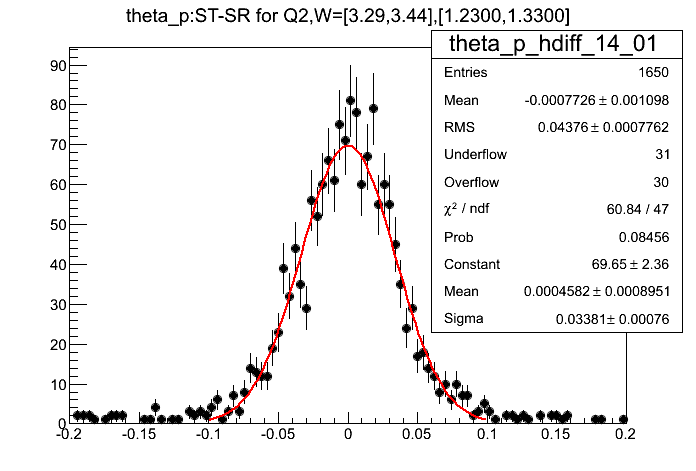 theta_p:ST-SR for Q2,W=[3.29,3.44],[1.2300,1.3300]
theta_p_hdiff_14_01
Entries 1650
Mean -0.0007726 ± 0.001098
RMS 0.04376 ± 0.0007762
Underflow 31
Overflow 30
χ² / ndf 60.84 / 47
Prob 0.08456
Constant 69.65 ± 2.36
Mean 0.0004582 ± 0.0008951
Sigma 0.03381 ± 0.00076
90
80
70
60
50
40
30
20
10
0
-0.2 -0.15 -0.1 -0.05 0 0.05 0.1 0.15 0.2